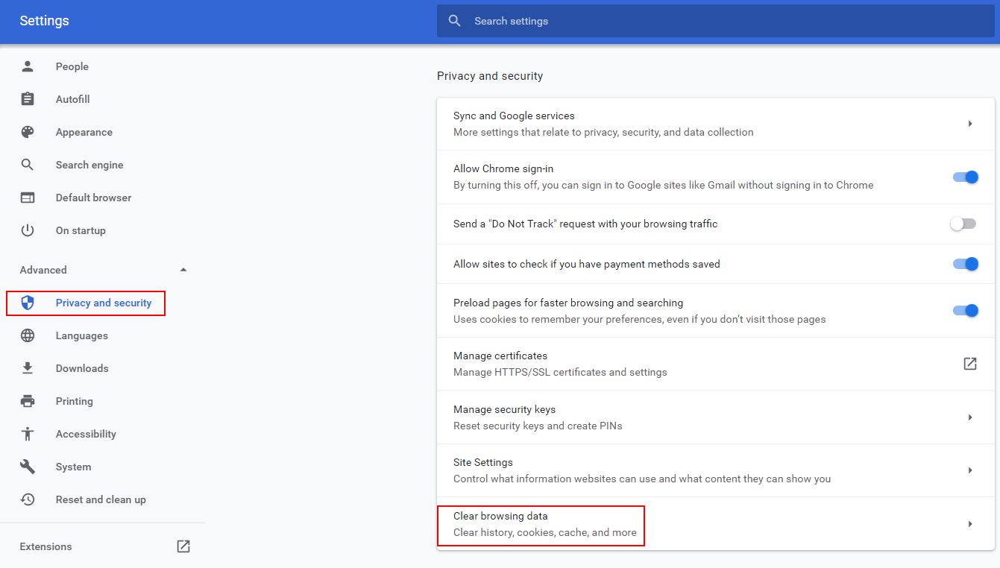 Settings
Search settings
People
Autofill
Appearance
Search engine
Default browser
On startup
Advanced
Privacy and security
Languages
Downloads
Printing
Accessibility
System
Reset and clean up
Extensions
Privacy and security
Sync and Google services
More settings that relate to privacy, security, and data collection
Allow Chrome sign-in
By turning this off, you can sign in to Google sites like Gmail without signing in to Chrome
Send a "Do Not Track" request with your browsing traffic
Allow sites to check if you have payment methods saved
Preload pages for faster browsing and searching
Uses cookies to remember your preferences, even if you don’t visit those pages
Manage certificates
Manage HTTPS/SSL certificates and settings
Manage security keys
Reset security keys and create PINs
Site Settings
Control what information websites can use and what content they can show you
Clear browsing data
Clear history, cookies, cache, and more